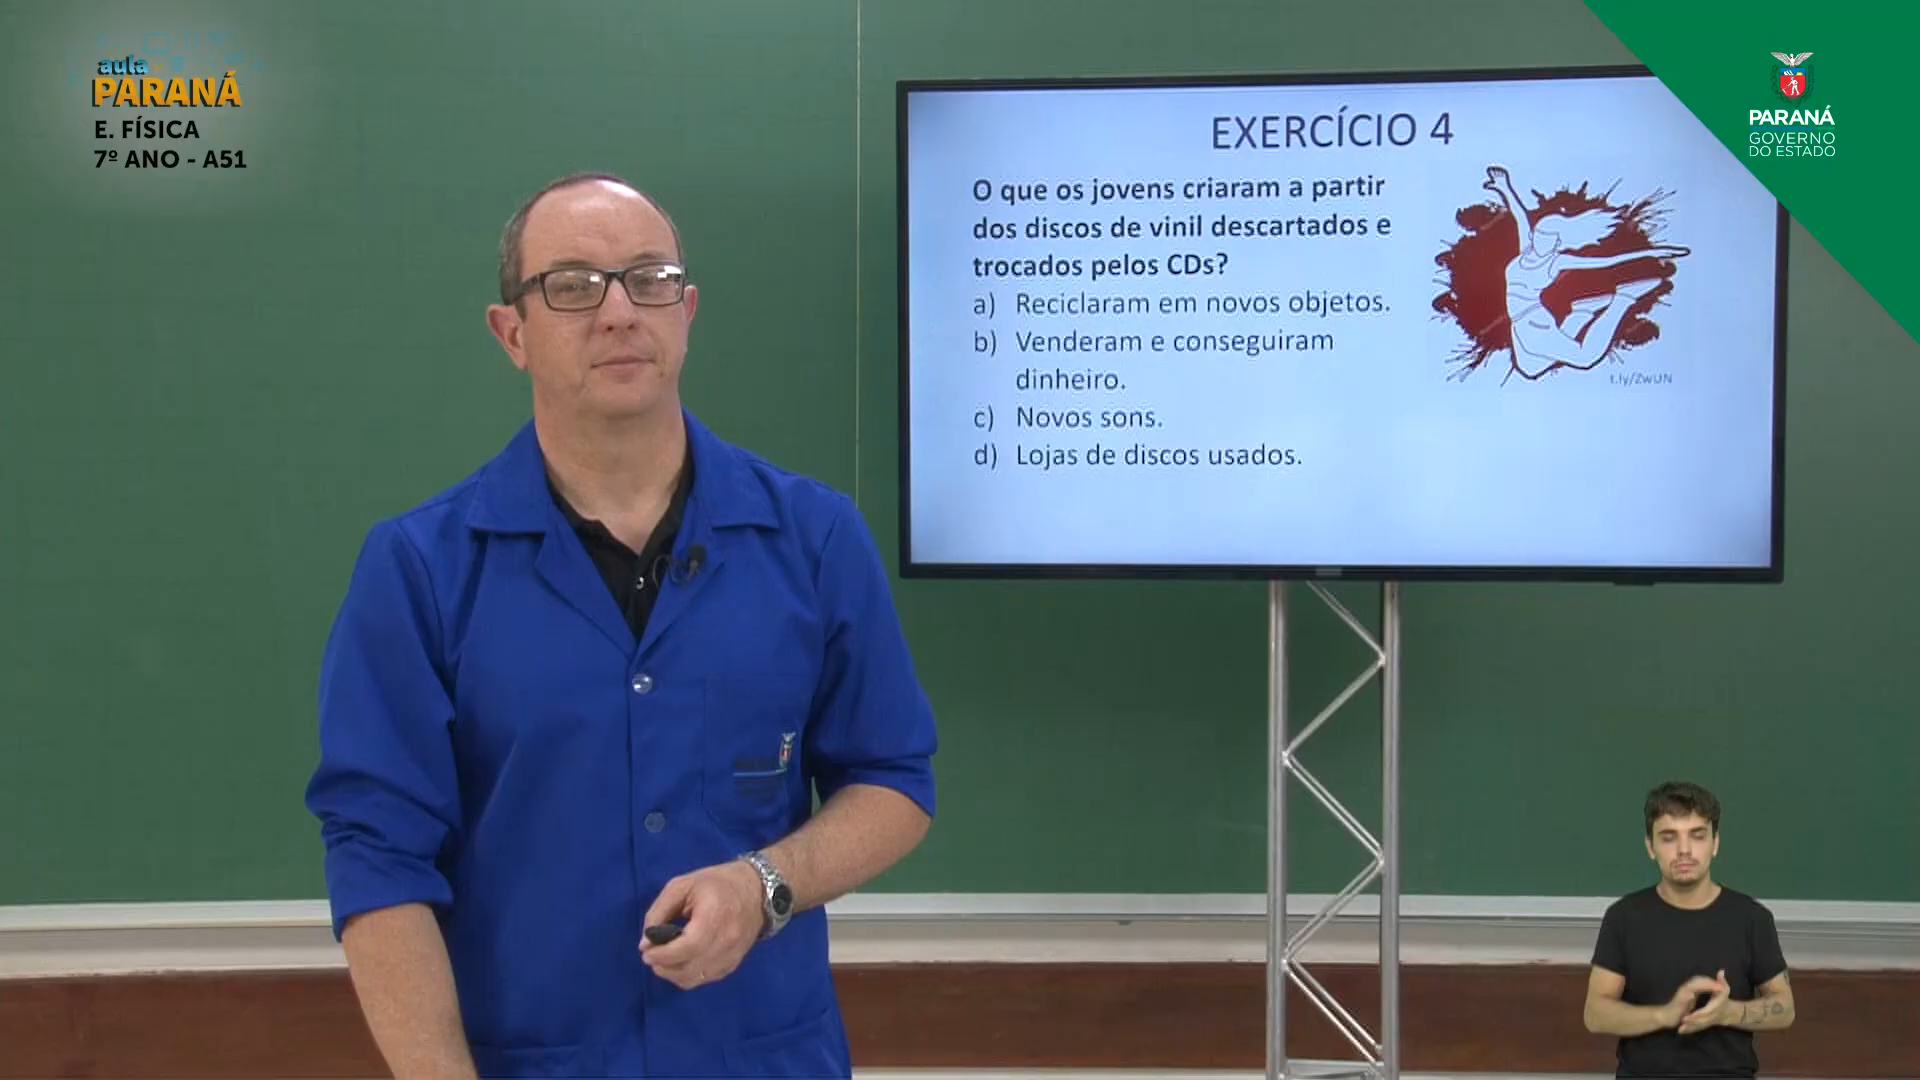 aula
PARANÁ
E. FÍSICA
7º ANO - A51
PARANÁ
GOVERNO
DO ESTADO
EXERCÍCIO 4
O que os jovens criaram a partir
dos discos de vinil descartados e
trocados pelos CDs?
a) Reciclaram em novos objetos.
b) Venderam e conseguiram
dinheiro.
c) Novos sons.
d) Lojas de discos usados.
t.ly/ZwUN